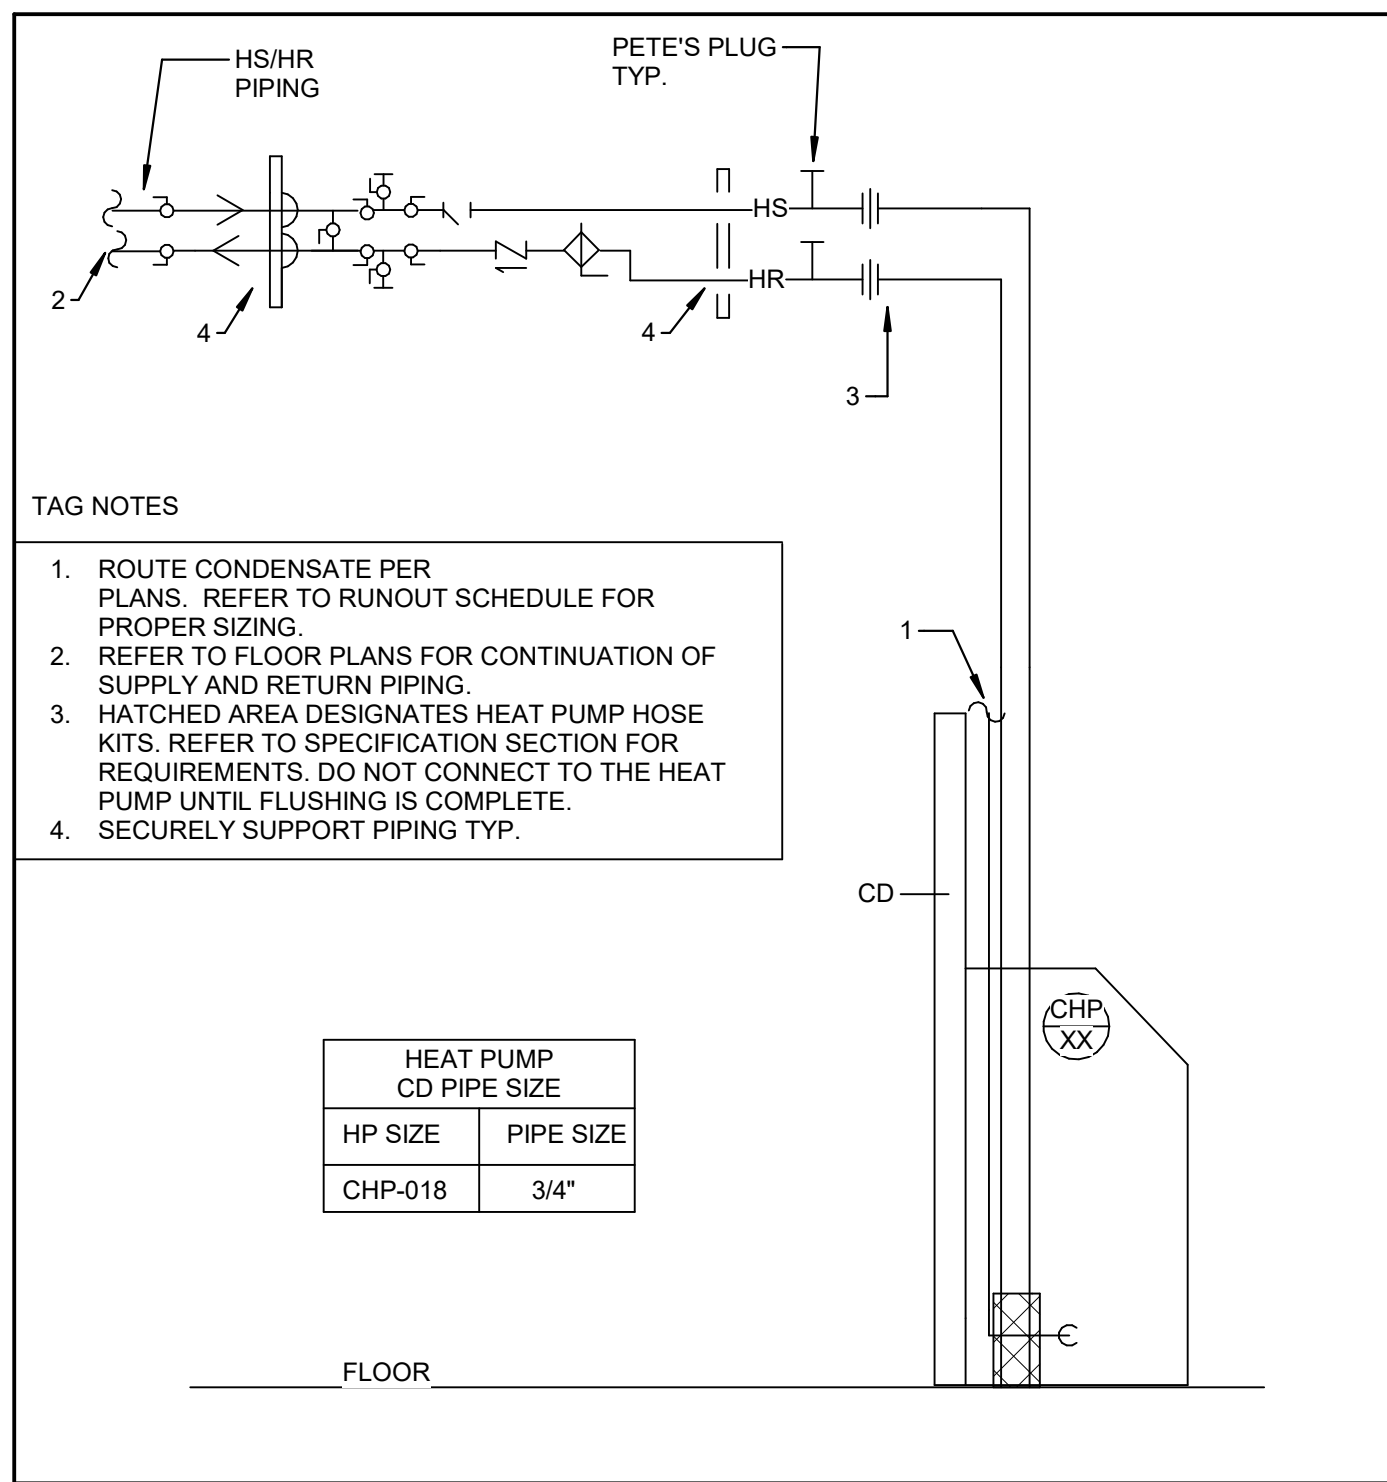 HS/HR
PIPING
PETE'S PLUG
TYP.
HS
HR
2
4
4
3
TAG NOTES
1. ROUTE CONDENSATE PER
PLANS. REFER TO RUNOUT SCHEDULE FOR
PROPER SIZING.
2. REFER TO FLOOR PLANS FOR CONTINUATION OF
SUPPLY AND RETURN PIPING.
3. HATCHED AREA DESIGNATES HEAT PUMP HOSE
KITS. REFER TO SPECIFICATION SECTION FOR
REQUIREMENTS. DO NOT CONNECT TO THE HEAT
PUMP UNTIL FLUSHING IS COMPLETE.
4. SECURELY SUPPORT PIPING TYP.
1
CD
CHP
XX
HEAT PUMP
CD PIPE SIZE
HP SIZE PIPE SIZE
CHP-018 3/4"
FLOOR